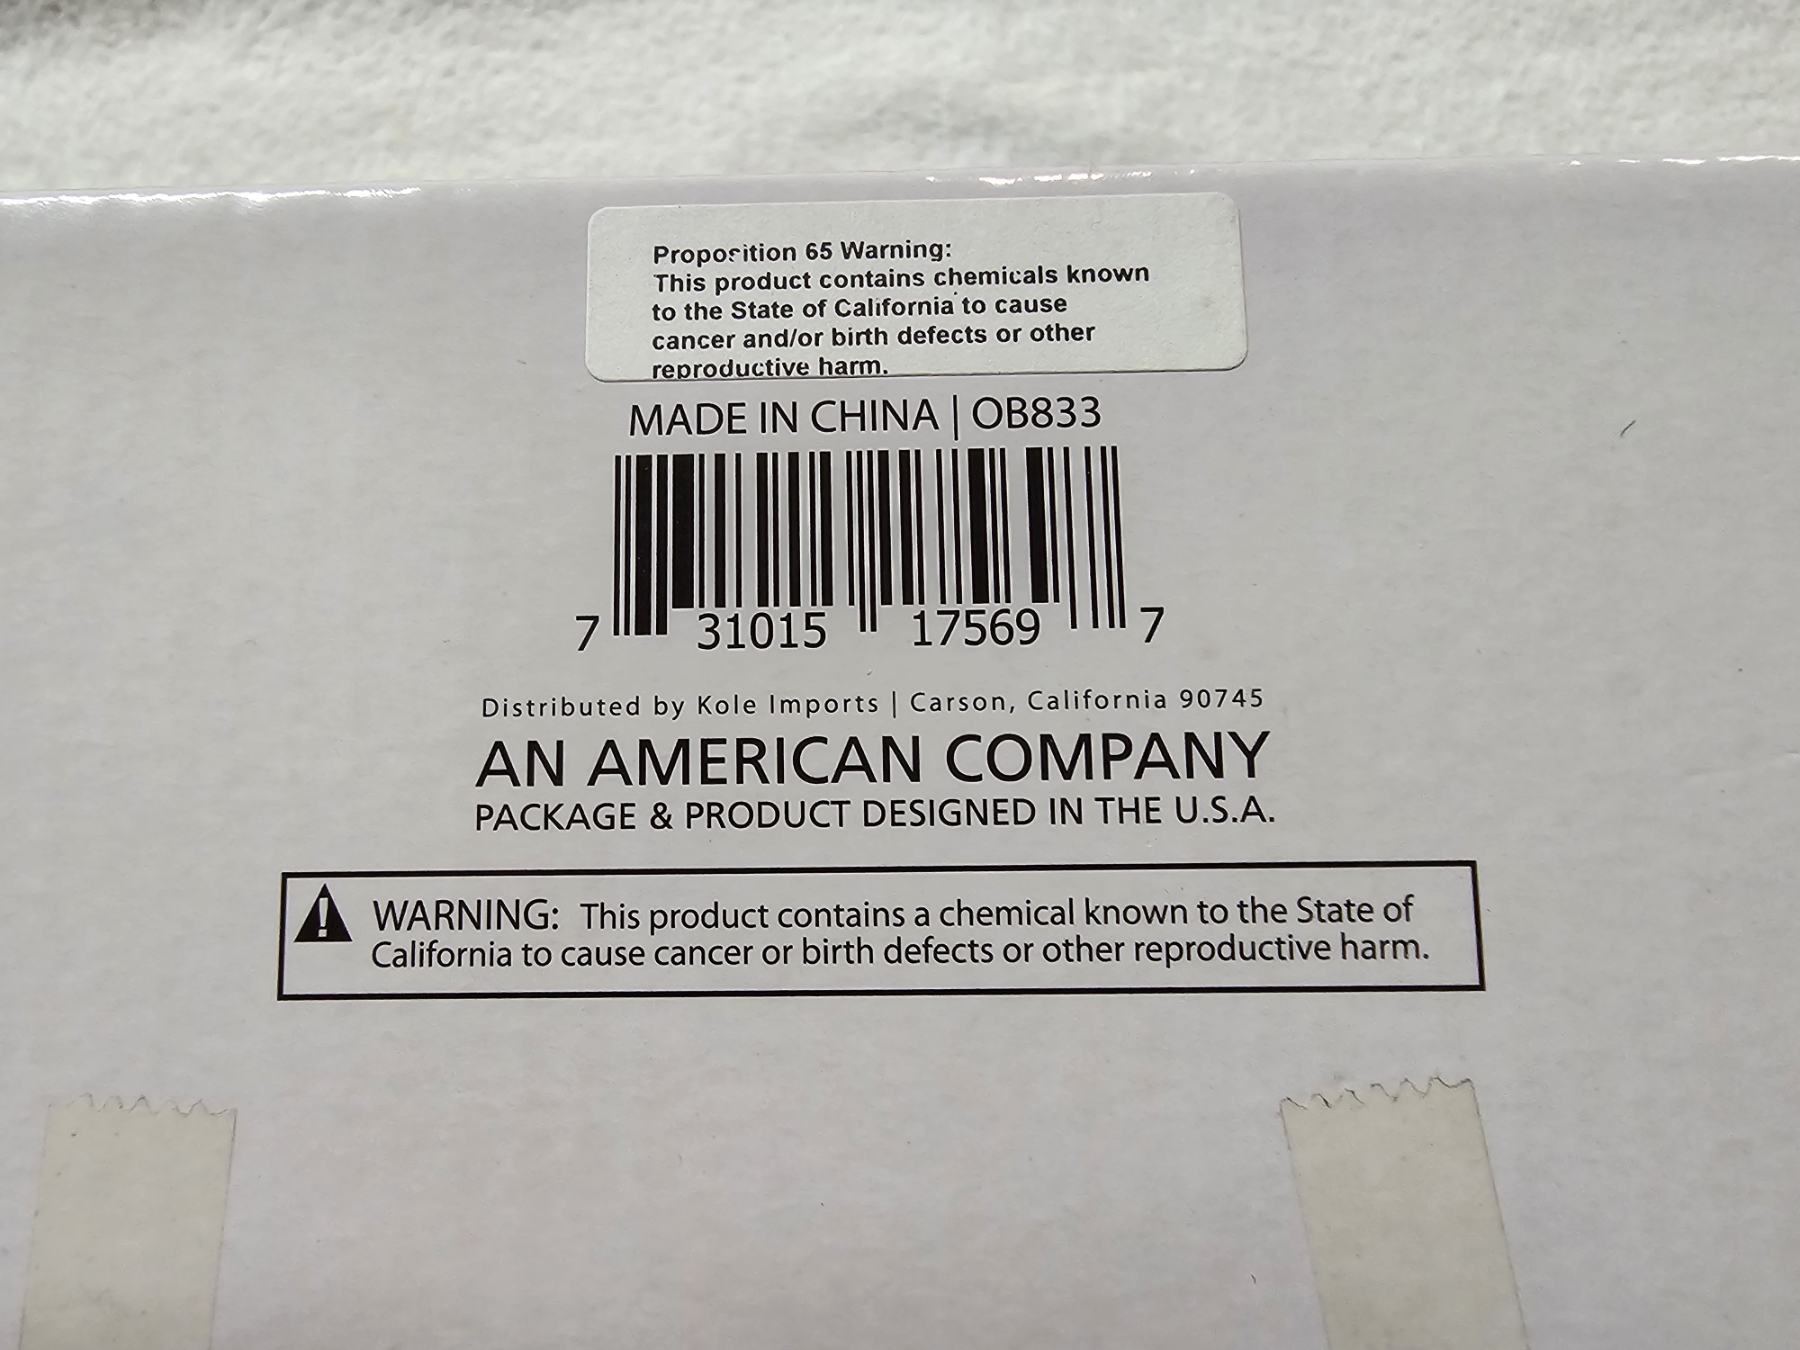 Proposition 65 Warning:
This product contains chemicals known
to the State of California to cause
cancer and/or birth defects or other
reproductive harm.
MADE IN CHINA | OB833
7 31015 17569 7
Distributed by Kole Imports | Carson, California 90745
AN AMERICAN COMPANY
PACKAGE & PRODUCT DESIGNED IN THE U.S.A.
WARNING: This product contains a chemical known to the State of
California to cause cancer or birth defects or other reproductive harm.